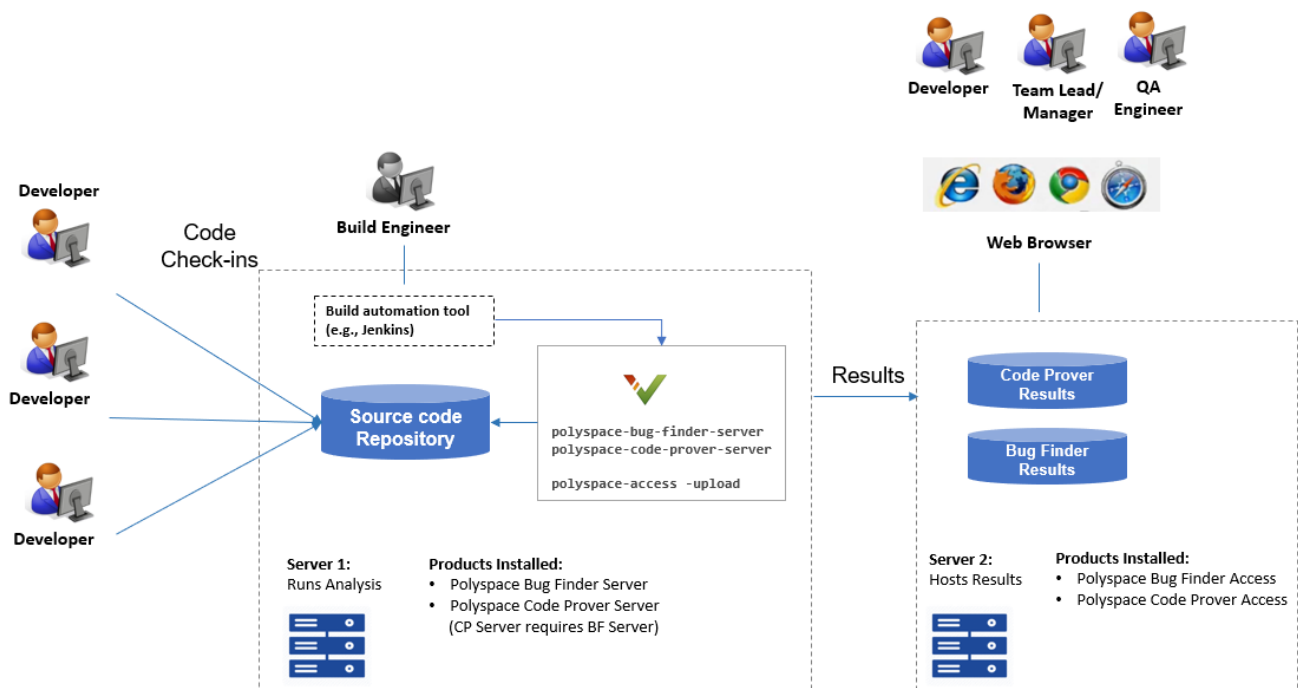 Developer
Team Lead/
Manager
QA
Engineer
Web Browser
Developer
Developer
Developer
Code
Check-ins
Build Engineer
Build automation tool
(e.g., Jenkins)
Source code
Repository
polyspace-bug-finder-server
polyspace-code-prover-server
polyspace-access -upload
Results
Code Prover
Results
Bug Finder
Results
Server 1:
Runs Analysis
Products Installed:
• Polyspace Bug Finder Server
• Polyspace Code Prover Server
(CP Server requires BF Server)
Server 2:
Hosts Results
Products Installed:
• Polyspace Bug Finder Access
• Polyspace Code Prover Access